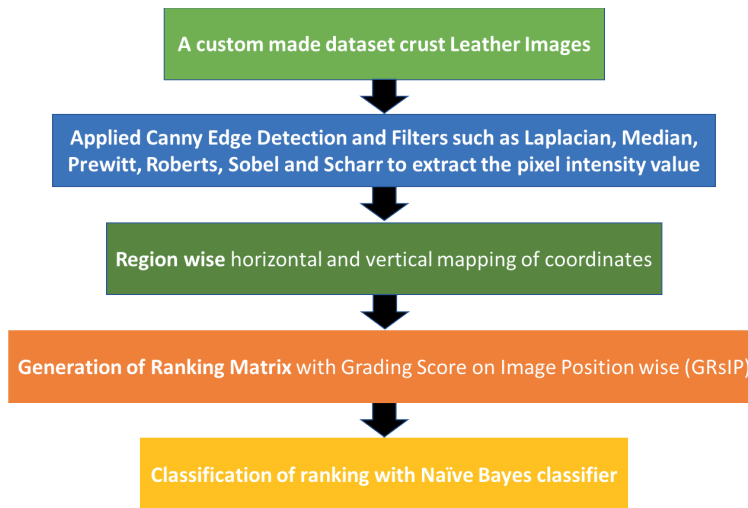 A custom made dataset crust Leather Images
Applied Canny Edge Detection and Filters such as Laplacian, Median,
Prewitt, Roberts, Sobel and Scharr to extract the pixel intensity value
Region wise horizontal and vertical mapping of coordinates
Generation of Ranking Matrix with Grading Score on Image Position wise (GRsIP)
Classification of ranking with Naïve Bayes classifier